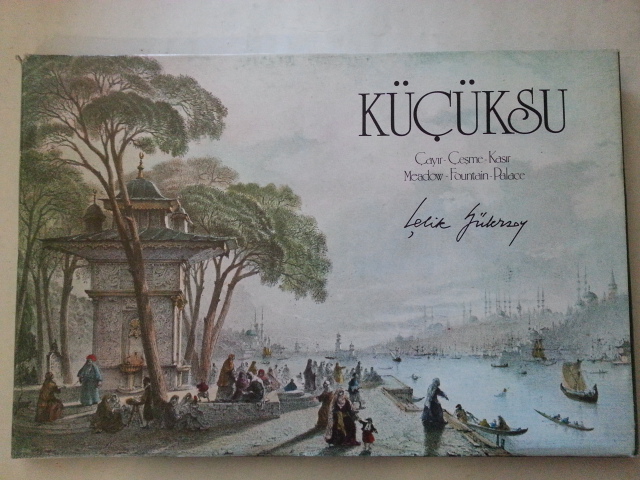 KÜÇÜKSU
Çayır - Çeşme - Kasır
Meadow - Fountain - Palace
Çelik Gülersoy